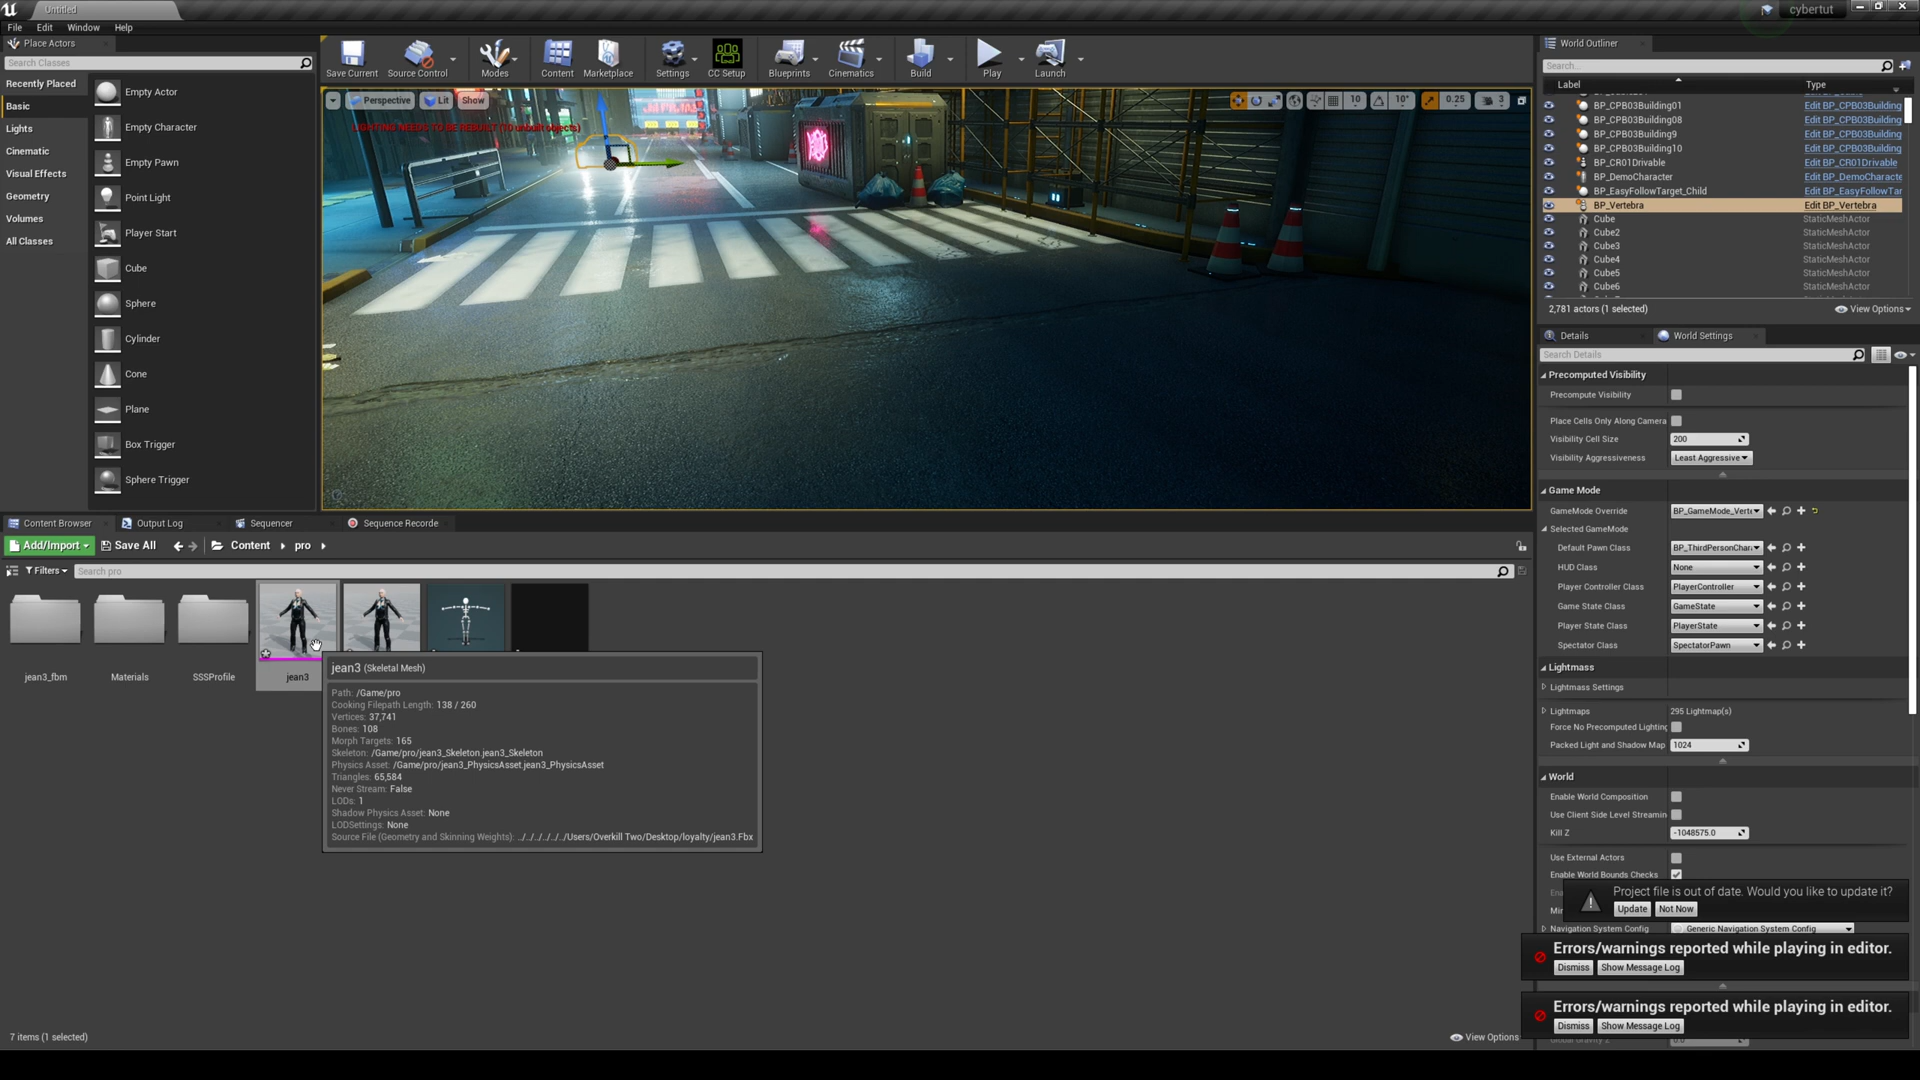 Untitled
cybertut
File Edit Window Help
Place Actors
Search Classes
Recently Placed
Basic
Lights
Cinematic
Visual Effects
Geometry
Volumes
All Classes
Empty Actor
Empty Character
Empty Pawn
Point Light
Player Start
Cube
Sphere
Cylinder
Cone
Plane
Box Trigger
Sphere Trigger
Save Current Source Control Modes Content Marketplace Settings CC Setup Blueprints Cinematics Build Play Launch
Perspective Lit Show
10 10° 0.25 3
LIGHTING NEEDS TO BE REBUILT (10 unbuilt objects)
World Outliner
Search...
Label Type
BP_CPB03Building01 Edit BP_CPB03Building
BP_CPB03Building08 Edit BP_CPB03Building
BP_CPB03Building9 Edit BP_CPB03Building
BP_CPB03Building10 Edit BP_CPB03Building
BP_CR01Drivable Edit BP_CR01Drivable
BP_DemoCharacter Edit BP_DemoCharacte
BP_EasyFollowTarget_Child Edit BP_EasyFollowTar
BP_Vertebra Edit BP_Vertebra
Cube StaticMeshActor
Cube2 StaticMeshActor
Cube3 StaticMeshActor
Cube4 StaticMeshActor
Cube5 StaticMeshActor
Cube6 StaticMeshActor
2,781 actors (1 selected) View Options
Details World Settings
Search Details
Precomputed Visibility
Precompute Visibility
Place Cells Only Along Camera
Visibility Cell Size 200
Visibility Aggressiveness Least Aggressive
Game Mode
GameMode Override BP_GameMode_Verte
Selected GameMode
Default Pawn Class BP_ThirdPersonChar
HUD Class None
Player Controller Class PlayerController
Game State Class GameState
Player State Class PlayerState
Spectator Class SpectatorPawn
Lightmass
Lightmass Settings
Lightmaps 295 Lightmap(s)
Force No Precomputed Lighting
Packed Light and Shadow Map 1024
World
Enable World Composition
Use Client Side Level Streamin
Kill Z -1048575.0
Use External Actors
Enable World Bounds Checks
Navigation System Config Generic Navigation System Config
Project file is out of date. Would you like to update it?
Update Not Now
Errors/warnings reported while playing in editor.
Dismiss Show Message Log
Errors/warnings reported while playing in editor.
Dismiss Show Message Log
Content Browser Output Log Sequencer Sequence Recorde
Add/Import Save All Content pro
Filters Search pro
jean3_fbm Materials SSSProfile jean3
jean3 (Skeletal Mesh)
Path: /Game/pro
Cooking Filepath Length: 138 / 260
Vertices: 37,741
Bones: 108
Morph Targets: 165
Skeleton: /Game/pro/jean3_Skeleton.jean3_Skeleton
Physics Asset: /Game/pro/jean3_PhysicsAsset.jean3_PhysicsAsset
Triangles: 65,584
Never Stream: False
LODs: 1
Shadow Physics Asset: None
LODSettings: None
Source File (Geometry and Skinning Weights): ../../../../../../Users/Overkill Two/Desktop/loyalty/jean3.Fbx
7 items (1 selected) View Options